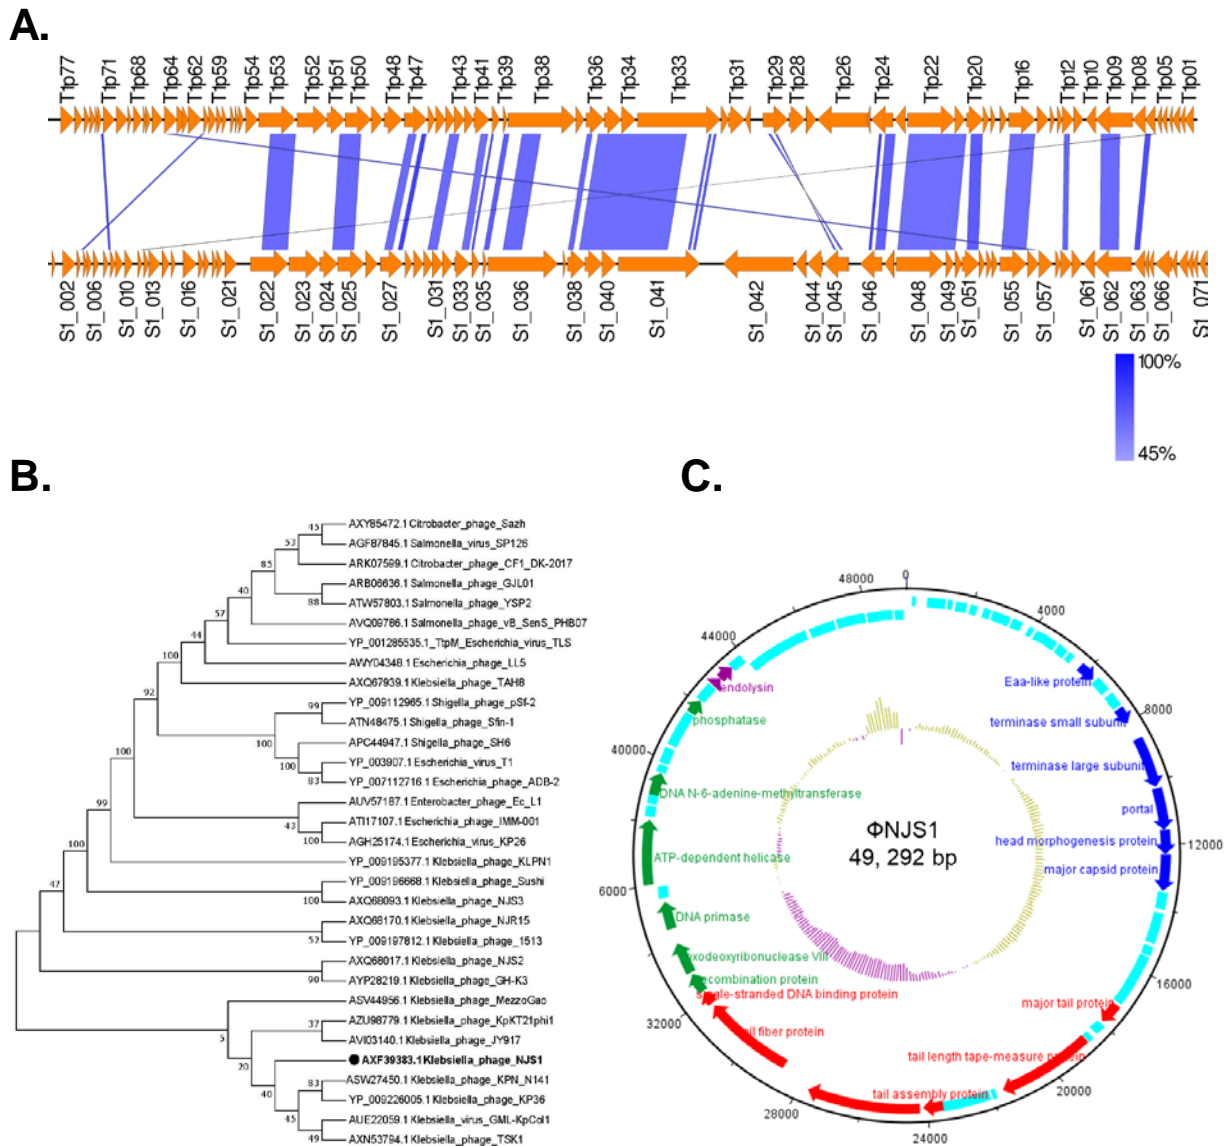 A.
T1p77 T1p71 T1p68 T1p64 T1p62 T1p59 T1p54 T1p53 T1p52 T1p51 T1p50 T1p48 T1p47 T1p43 T1p41 T1p39 T1p38 T1p36 T1p34 T1p33 T1p31 T1p29 T1p28 T1p26 T1p24 T1p22 T1p20 T1p16 T1p12 T1p10 T1p09 T1p08 T1p05 T1p01
S1_002 S1_006 S1_010 S1_013 S1_016 S1_021 S1_022 S1_023 S1_024 S1_025 S1_027 S1_031 S1_033 S1_035 S1_036 S1_038 S1_040 S1_041 S1_042 S1_044 S1_045 S1_046 S1_048 S1_049 S1_051 S1_055 S1_057 S1_061 S1_062 S1_063 S1_066 S1_071
100%
45%
B.
AXY85472.1 Citrobacter_phage_Sazh
AGF87845.1 Salmonella_virus_SP126
ARK07599.1 Citrobacter_phage_CF1_DK-2017
ARB06636.1 Salmonella_phage_GJL01
ATW57803.1 Salmonella_phage_YSP2
AVQ09786.1 Salmonella_phage_vB_SenS_PHB07
YP_001285535.1_TtpM_Escherichia_virus_TLS
AWY04348.1 Escherichia_phage_LL5
AXQ67939.1 Klebsiella_phage_TAH8
YP_009112965.1 Shigella_phage_pSf-2
ATN48475.1 Shigella_phage_Sfin-1
APC44947.1 Shigella_phage_SH6
YP_003907.1 Escherichia_virus_T1
YP_007112716.1 Escherichia_phage_ADB-2
AUV57187.1 Enterobacter_phage_Ec_L1
ATI17107.1 Escherichia_phage_IMM-001
AGH25174.1 Escherichia_virus_KP26
YP_009195377.1 Klebsiella_phage_KLPN1
YP_009196668.1 Klebsiella_phage_Sushi
AXQ68093.1 Klebsiella_phage_NJS3
AXQ68170.1 Klebsiella_phage_NJR15
YP_009197812.1 Klebsiella_phage_1513
AXQ68017.1 Klebsiella_phage_NJS2
AYP28219.1 Klebsiella_phage_GH-K3
ASV44956.1 Klebsiella_phage_MezzoGao
AZU98779.1 Klebsiella_phage_KpKT21phi1
AVI03140.1 Klebsiella_phage_JY917
AXF39383.1 Klebsiella_phage_NJS1
ASW27450.1 Klebsiella_phage_KPN_N141
YP_009226005.1 Klebsiella_phage_KP36
AUE22059.1 Klebsiella_virus_GML-KpCol1
AXN53794.1 Klebsiella_phage_TSK1
45
53
85
88
40
57
44
100
92
99
100
100
83
100
99
43
100
100
100
47
52
90
5
37
20
40
83
45
49
C.
0
4000
8000
12000
16000
20000
24000
28000
32000
6000
40000
44000
48000
Eaa-like protein
terminase small subunit
terminase large subunit
portal
head morphogenesis protein
major capsid protein
major tail protein
tail length tape-measure protein
tail assembly protein
tail fiber protein
single-stranded DNA binding protein
recombination protein
exodeoxyribonuclease VIII
DNA primase
ATP-dependent helicase
DNA N-6-adenine-methyltransferase
phosphatase
endolysin
ΦNJS1
49, 292 bp